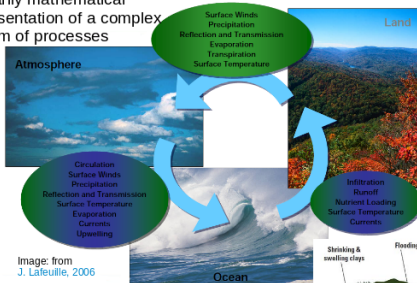 mathematical
esentation of a complex
m of processes
Surface Winds
Precipitation
Reflection and Transmission
Evaporation
Transpiration
Surface Temperature
Land
Atmosphere
Circulation
Surface Winds
Precipitation
Reflection and Transmission
Surface Temperature
Evaporation
Currents
Upwelling
Infiltration
Runoff
Nutrient Loading
Surface Temperature
Currents
Image: from
J. Lafeuille, 2006
Ocean
Shrinking &
swelling clays
Flooding